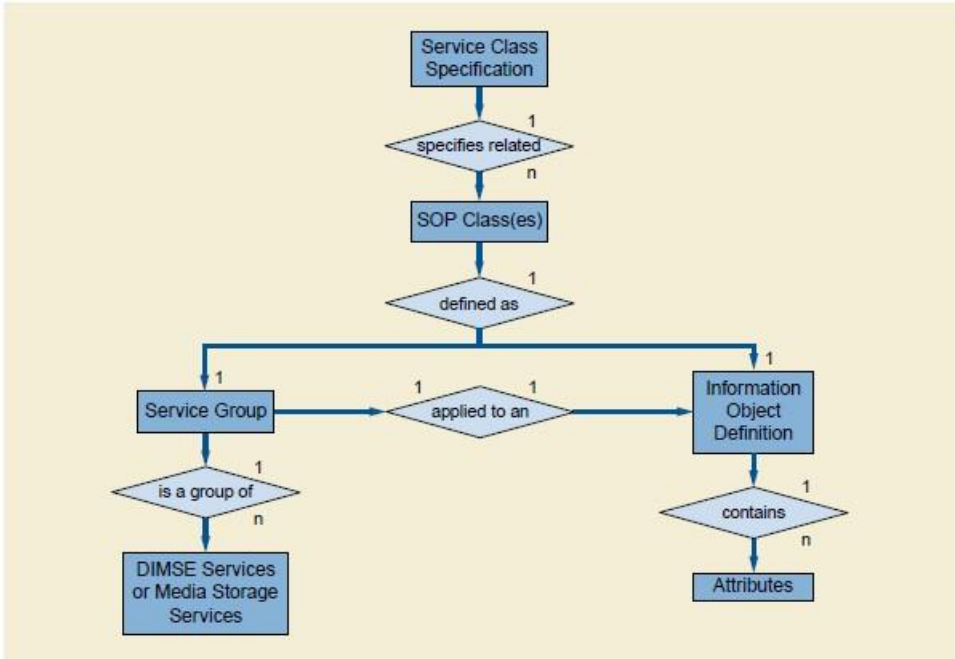 Service Class
Specification
1
specifies related
n
SOP Class(es)
1
defined as
1
1
Service Group
1
1
applied to an
Information
Object
Definition
1
is a group of
n
1
contains
n
DIMSE Services
or Media Storage
Services
Attributes